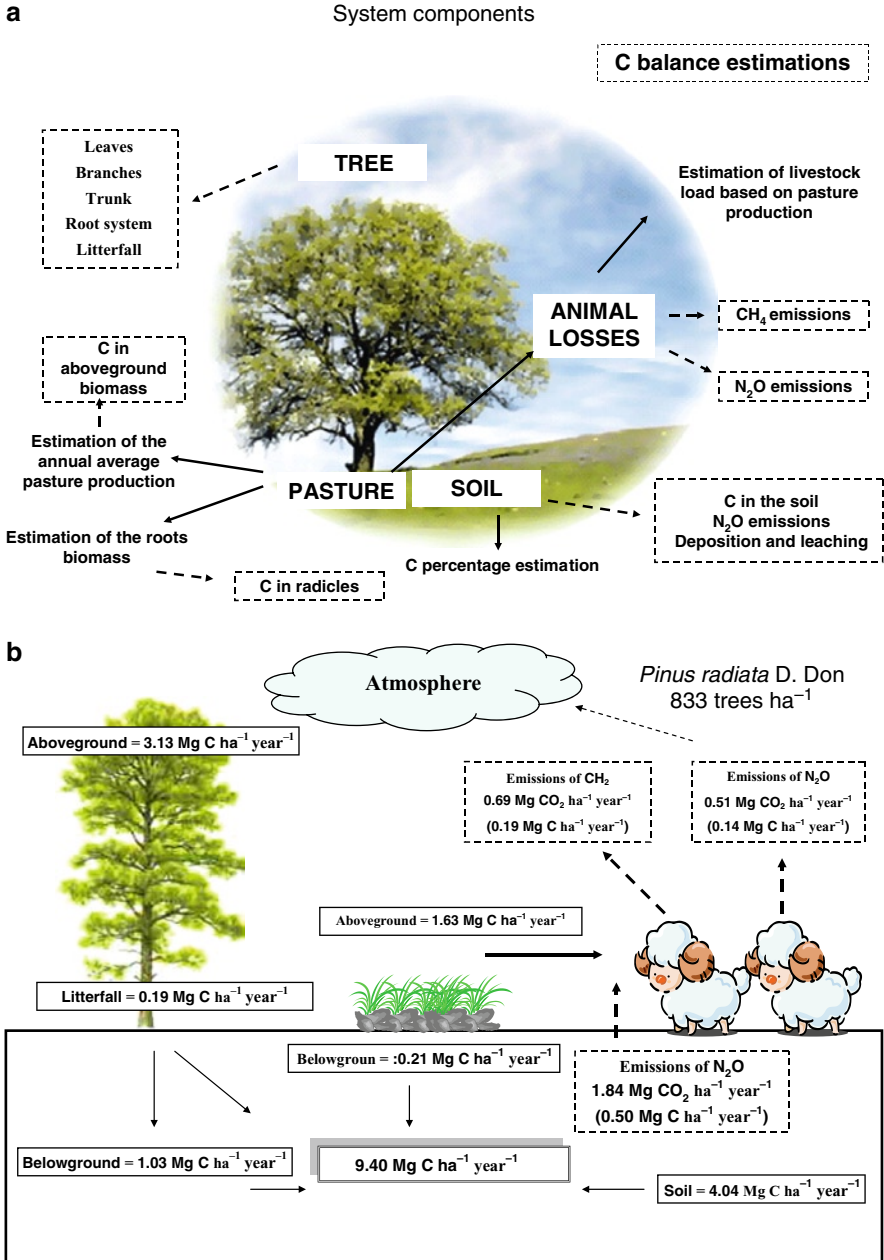 a
System components
C balance estimations
Leaves
Branches
Trunk
Root system
Litterfall
TREE
Estimation of livestock
load based on pasture
production
ANIMAL
LOSSES
CH₄ emissions
N₂O emissions
C in
aboveground
biomass
Estimation of the
annual average
pasture production
PASTURE
SOIL
C in the soil
N₂O emissions
Deposition and leaching
Estimation of the roots
biomass
C percentage estimation
C in radicles
b
Atmosphere
Pinus radiata D. Don
833 trees ha⁻¹
Aboveground = 3.13 Mg C ha⁻¹ year⁻¹
Emissions of CH₂
0.69 Mg CO₂ ha⁻¹ year⁻¹
(0.19 Mg C ha⁻¹ year⁻¹)
Emissions of N₂O
0.51 Mg CO₂ ha⁻¹ year⁻¹
(0.14 Mg C ha⁻¹ year⁻¹)
Aboveground = 1.63 Mg C ha⁻¹ year⁻¹
Litterfall = 0.19 Mg C ha⁻¹ year⁻¹
Belowgroun = :0.21 Mg C ha⁻¹ year⁻¹
Emissions of N₂O
1.84 Mg CO₂ ha⁻¹ year⁻¹
(0.50 Mg C ha⁻¹ year⁻¹)
Belowground = 1.03 Mg C ha⁻¹ year⁻¹
9.40 Mg C ha⁻¹ year⁻¹
Soil = 4.04 Mg C ha⁻¹ year⁻¹